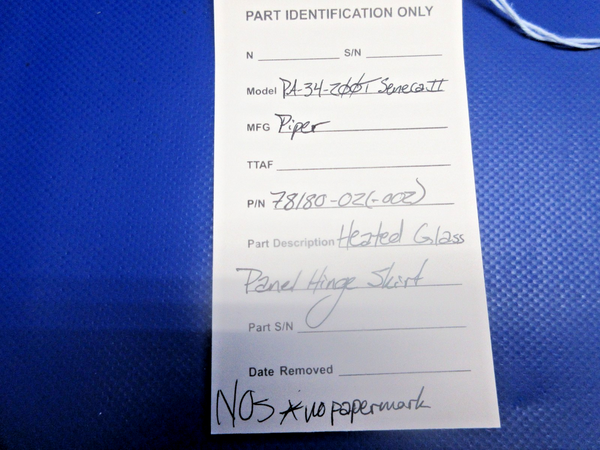 PART IDENTIFICATION ONLY
N S/N
Model PA-34-200T Seneca II
MFG Piper
TTAF
P/N 78180-02(-002)
Part Description Heated Glass
Panel Hinge Skirt
Part S/N
Date Removed
NOS *no papermark